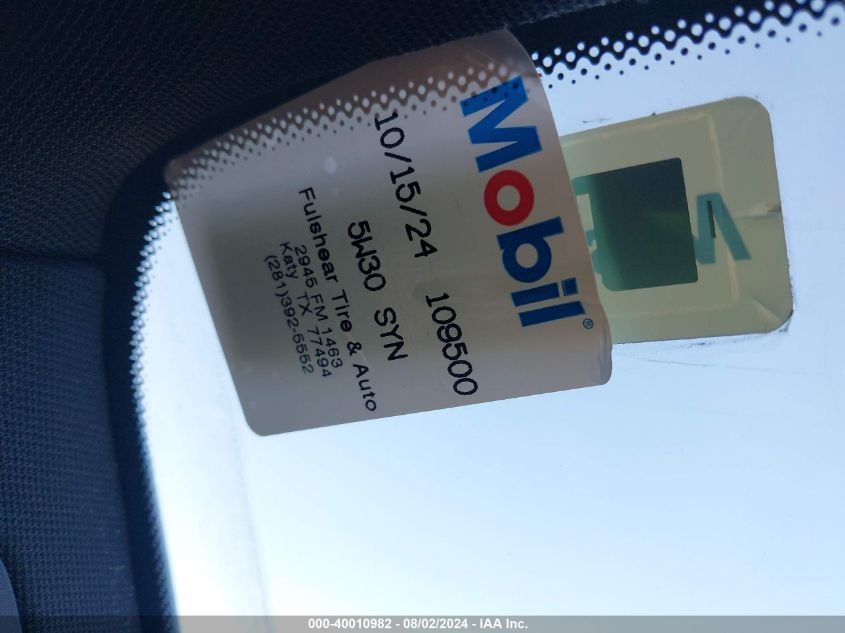 Mobil®
10/15/24 109500
5W30 SYN
Fulshear Tire & Auto
2945 FM 1463
Katy TX 77494
(281)392-5552
000-40010982 - 08/02/2024 - IAA Inc.